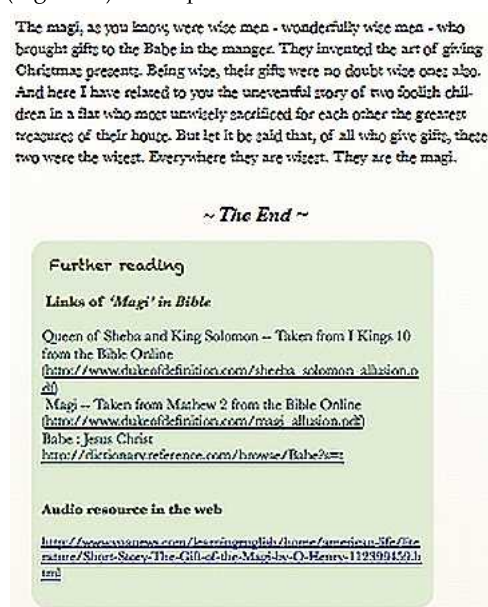 The magi, as you know, were wise men - wonderfully wise men - who
brought gifts to the Babe in the manger. They invented the art of giving
Christmas presents. Being wise, their gifts were no doubt wise ones also.
And here I have related to you the uneventful story of two foolish chil-
dren in a flat who most unwisely sacrificed for each other the greatest
treasures of their house. But let it be said that, of all who give gifts, these
two were the wisest. Everywhere they are wisest. They are the magi.
~ The End ~
Further reading
Links of 'Magi' in Bible
Queen of Sheba and King Solomon -- Taken from I Kings 10
from the Bible Online
(http://www.dukeofdefinition.com/sheeba_solomon_allusion.p
df)
Magi -- Taken from Mathew 2 from the Bible Online
(http://www.dukeofdefinition.com/magi_allusion.pdf)
Babe : Jesus Christ
http://dictionary.reference.com/browse/Babe?s=t
Audio resource in the web
http://www.voanews.com/learningenglish/home/american-life/lite
rature/Short-Story-The-Gift-of-the-Magi-by-O-Henry-112399459.h
tml